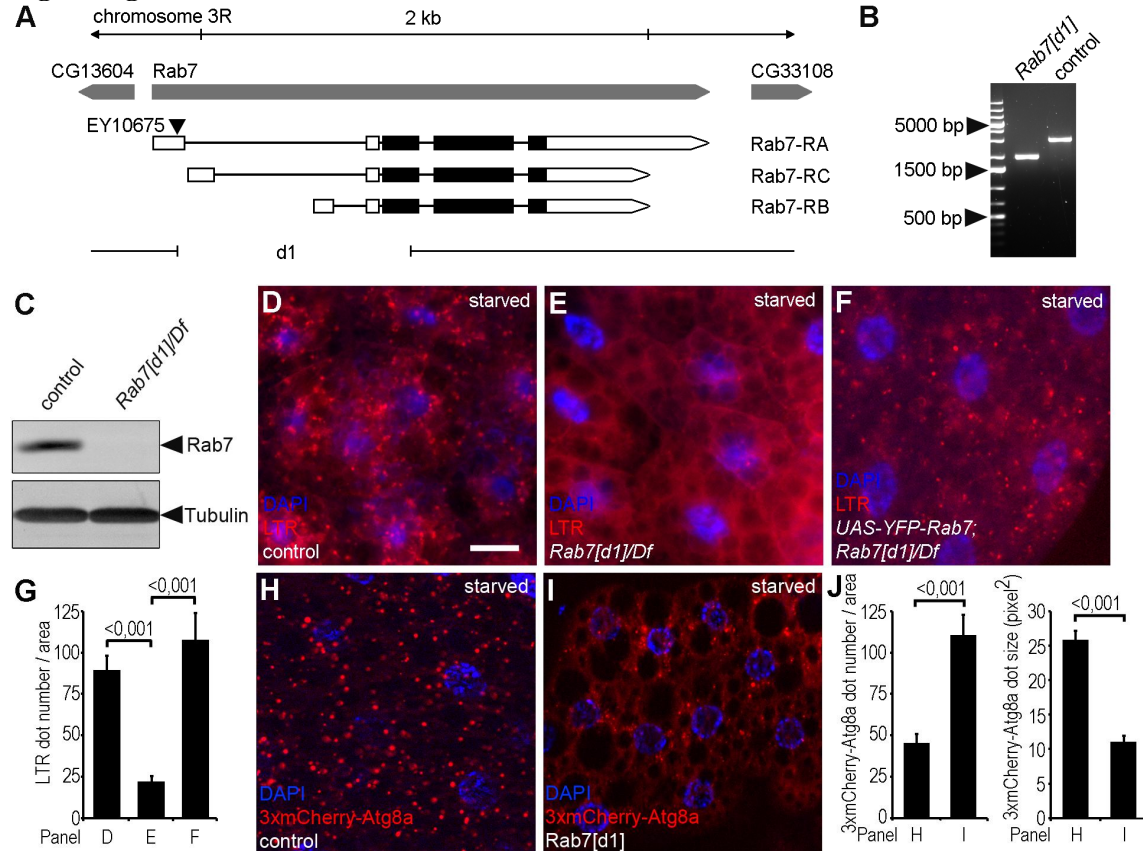 A
chromosome 3R
2 kb
CG13604
Rab7
CG33108
EY10675
Rab7-RA
Rab7-RC
Rab7-RB
d1
B
Rab7[d1]
control
5000 bp
1500 bp
500 bp
C
control
Rab7[d1]/Df
Rab7
Tubulin
D
starved
DAPI
LTR
control
E
starved
DAPI
LTR
Rab7[d1]/Df
F
starved
DAPI
LTR
UAS-YFP-Rab7;
Rab7[d1]/Df
G
LTR dot number / area
125
100
75
50
25
0
<0,001
<0,001
Panel D E F
H
starved
DAPI
3xmCherry-Atg8a
control
I
starved
DAPI
3xmCherry-Atg8a
Rab7[d1]
J
3xmCherry-Atg8a dot number / area
125
100
75
50
25
0
<0,001
Panel H I
3xmCherry-Atg8a dot size (pixel2)
30
25
20
15
10
5
0
<0,001
Panel H I